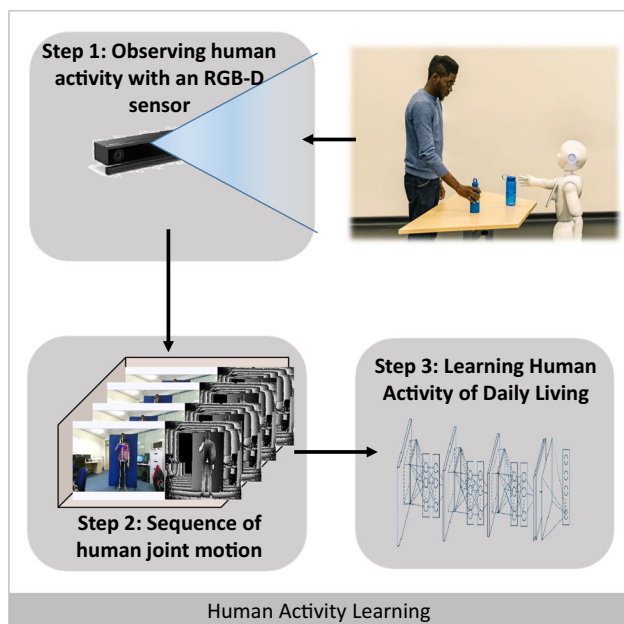 Step 1: Observing human
activity with an RGB-D
sensor
Step 2: Sequence of
human joint motion
Step 3: Learning Human
Activity of Daily Living
Human Activity Learning